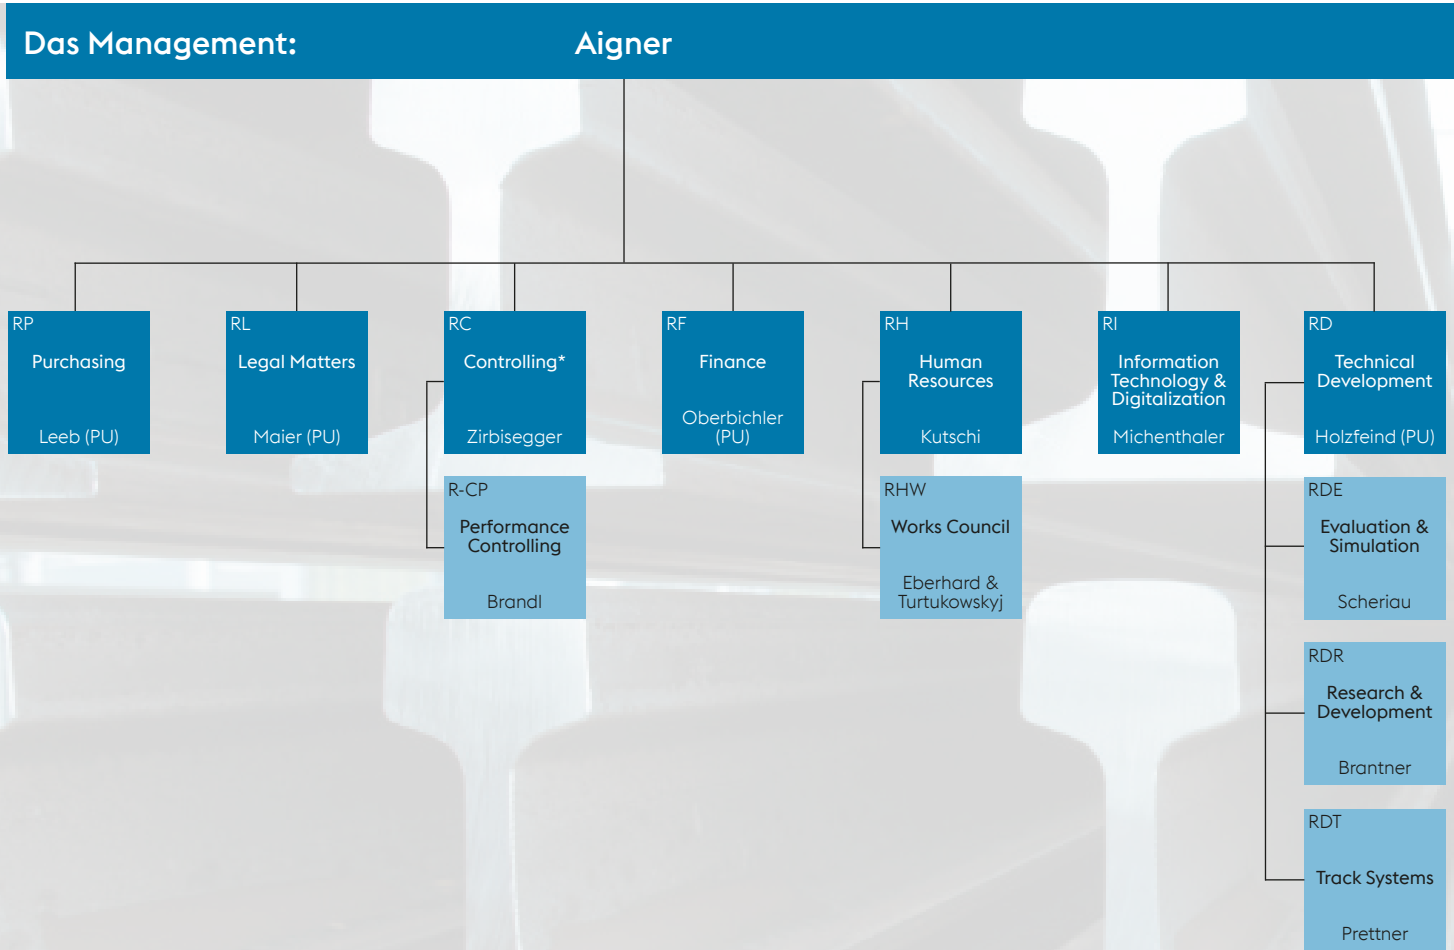 Das Management:
Aigner
RP
Purchasing
Leeb (PU)
RL
Legal Matters
Maier (PU)
RC
Controlling*
Zirbisegger
RF
Finance
Oberbichler
(PU)
RH
Human
Resources
Kutschi
RI
Information
Technology &
Digitalization
Michenthaler
RD
Technical
Development
Holzfeind (PU)
R-CP
Performance
Controlling
Brandl
RHW
Works Council
Eberhard &
Turtukowskyj
RDE
Evaluation &
Simulation
Scheriau
RDR
Research &
Development
Brantner
RDT
Track Systems
Prettner